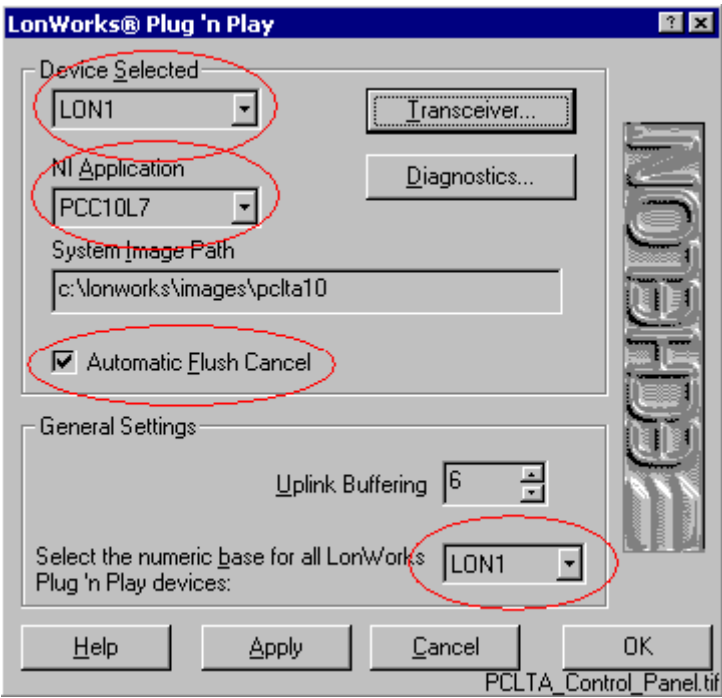 LonWorks® Plug 'n Play
Device Selected
LON1
Transceiver...
NI Application
Diagnostics...
PCC10L7
System Image Path
c:\lonworks\images\pclta10
Automatic Flush Cancel
ECHELON
General Settings
Uplink Buffering 6
Select the numeric base for all LonWorks
Plug 'n Play devices:
LON1
Help Apply Cancel OK
PCLTA_Control_Panel.tif